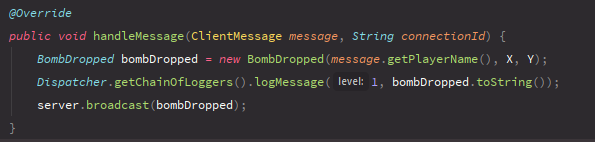 @Override
public void handleMessage(ClientMessage message, String connectionId) {
BombDropped bombDropped = new BombDropped(message.getPlayerName(), X, Y);
Dispatcher.getChainOfLoggers().logMessage( level: 1, bombDropped.toString());
server.broadcast(bombDropped);
}